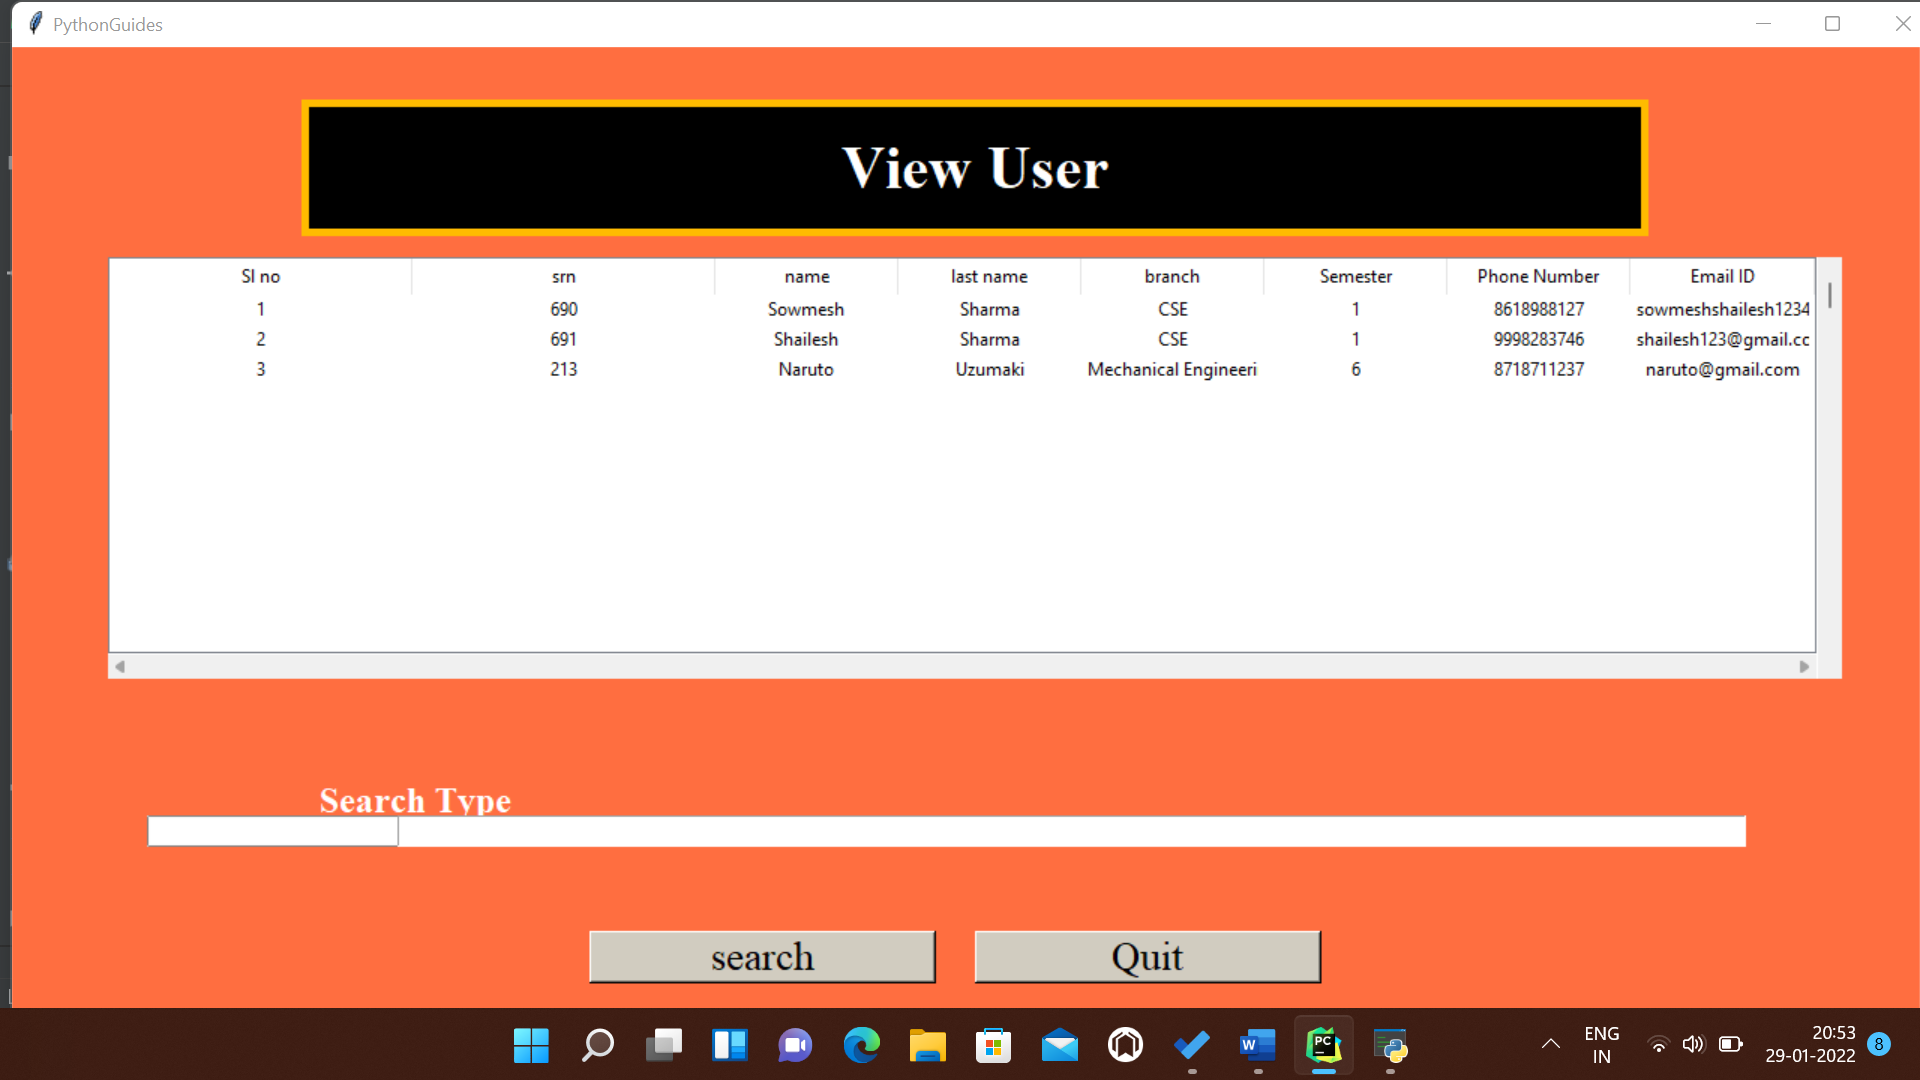 PythonGuides
View User
Sl no srn name last name branch Semester Phone Number Email ID
1 690 Sowmesh Sharma CSE 1 8618988127 sowmeshshailesh1234
2 691 Shailesh Sharma CSE 1 9998283746 shailesh123@gmail.cc
3 213 Naruto Uzumaki Mechanical Engineeri 6 8718711237 naruto@gmail.com
Search Type
search Quit
W PC
ENG
IN
20:53
29-01-2022
8